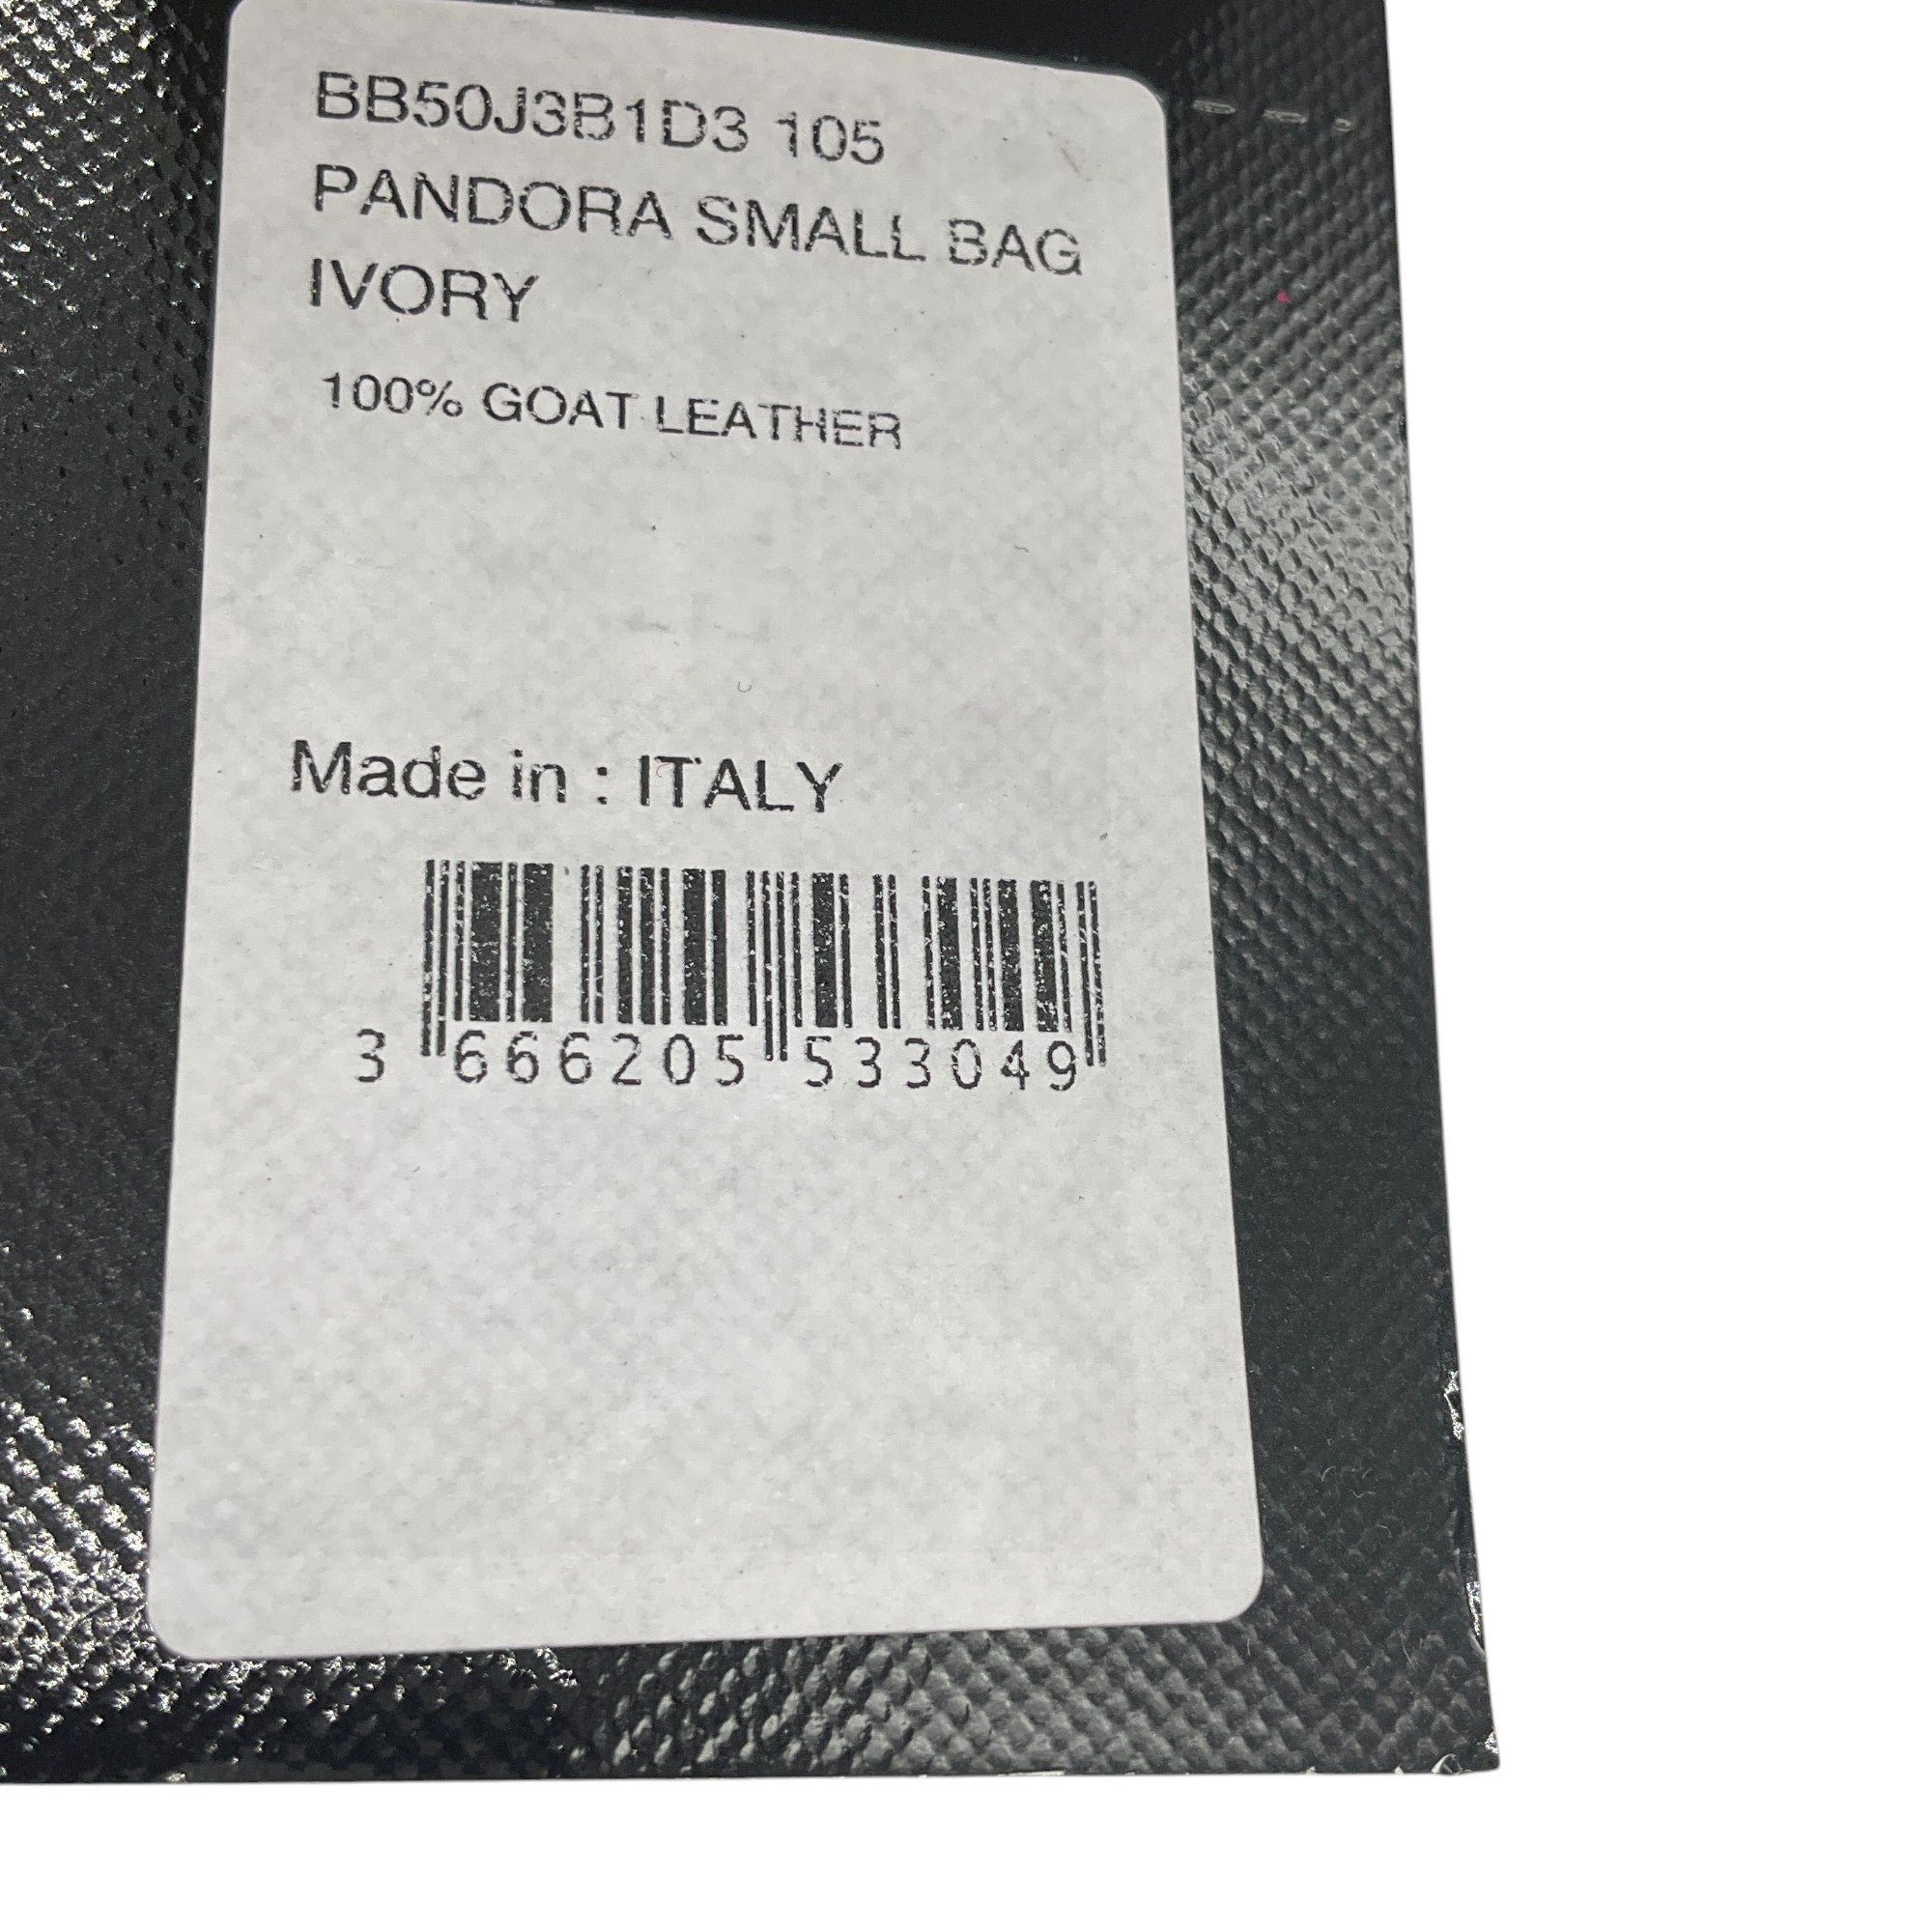 BB50J3B1D3 105
PANDORA SMALL BAG
IVORY
100% GOAT LEATHER
Made in : ITALY
3 666205 533049